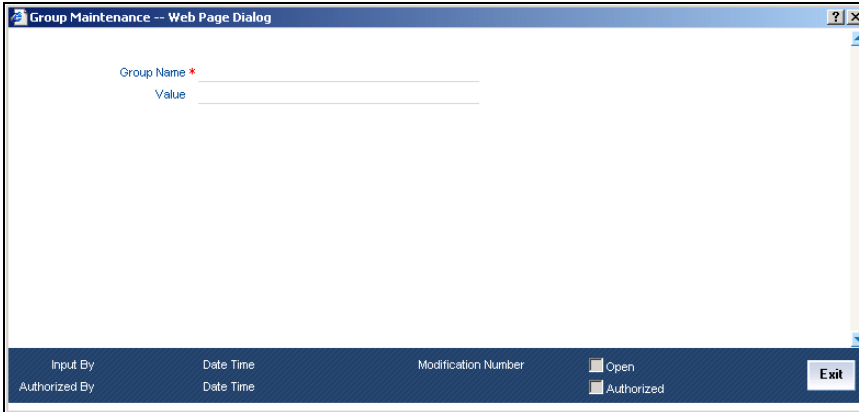 Group Maintenance -- Web Page Dialog
Group Name *
Value
Input By Date Time Modification Number Open
Authorized By Date Time Authorized
Exit